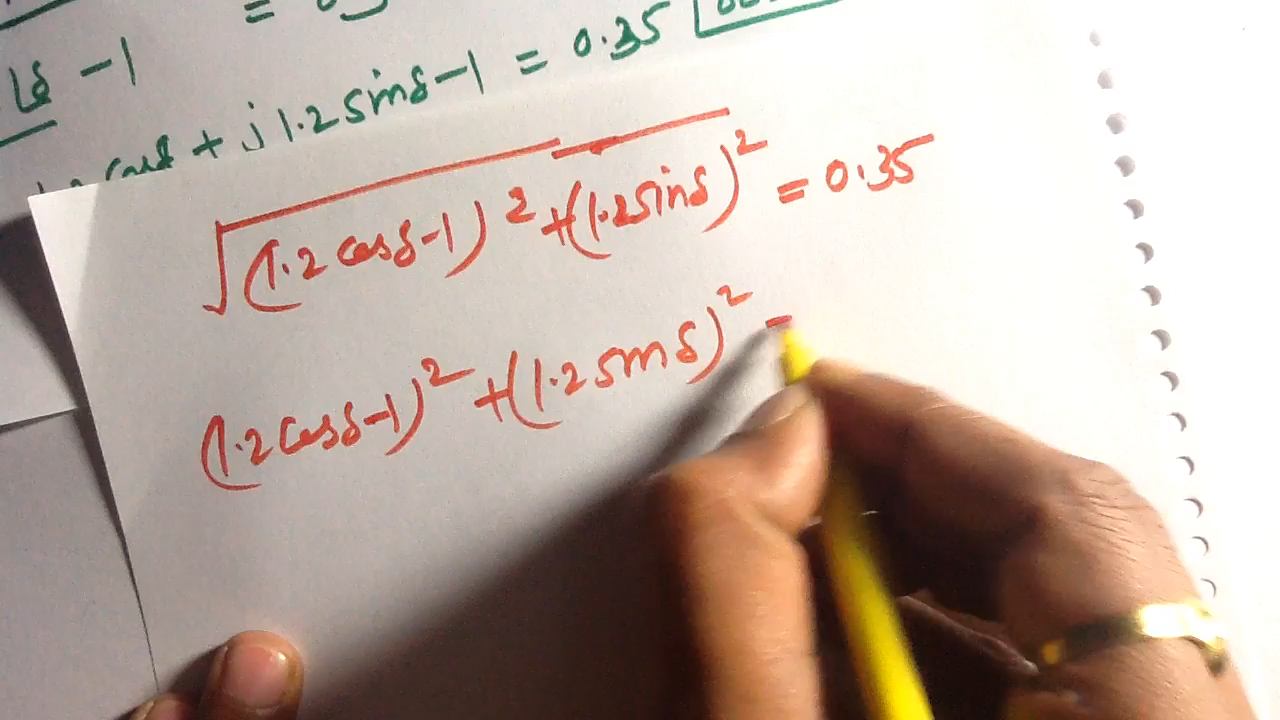 = 0.35
δ - 1
cosδ + j 1.2 sinδ - 1 = 0.35
√(1.2 cosδ - 1)² + (1.2 sinδ)² = 0.35
(1.2 cosδ - 1)² + (1.2 sinδ)² =